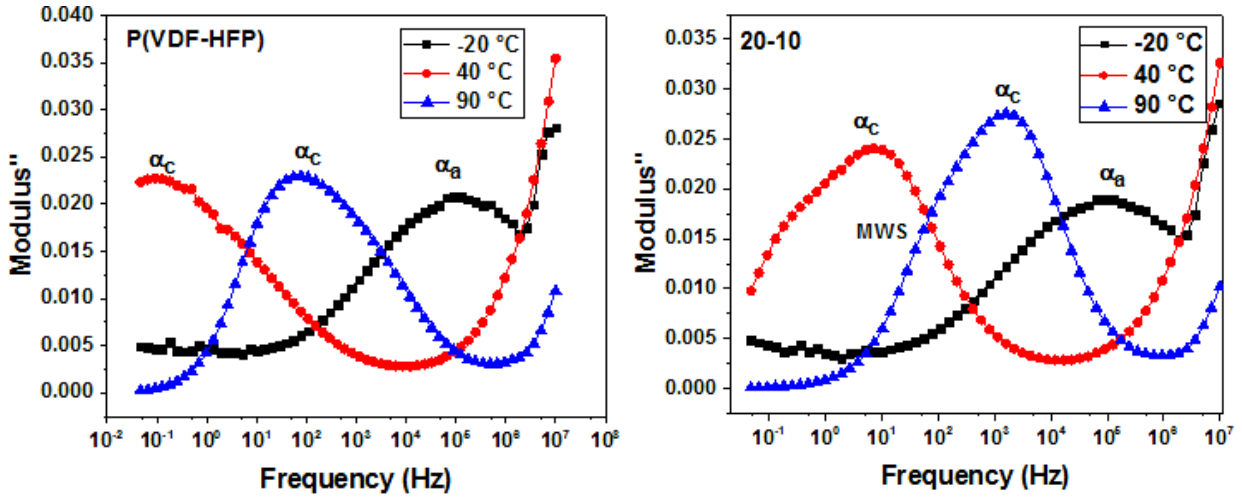 P(VDF-HFP)
-20 °C
40 °C
90 °C
αC
αC
αa
Modulus''
0.040
0.035
0.030
0.025
0.020
0.015
0.010
0.005
0.000
10-2 10-1 100 101 102 103 104 105 106 107 108
Frequency (Hz)
20-10
-20 °C
40 °C
90 °C
αC
αC
αa
MWS
Modulus''
0.035
0.030
0.025
0.020
0.015
0.010
0.005
0.000
10-1 100 101 102 103 104 105 106 107
Frequency (Hz)